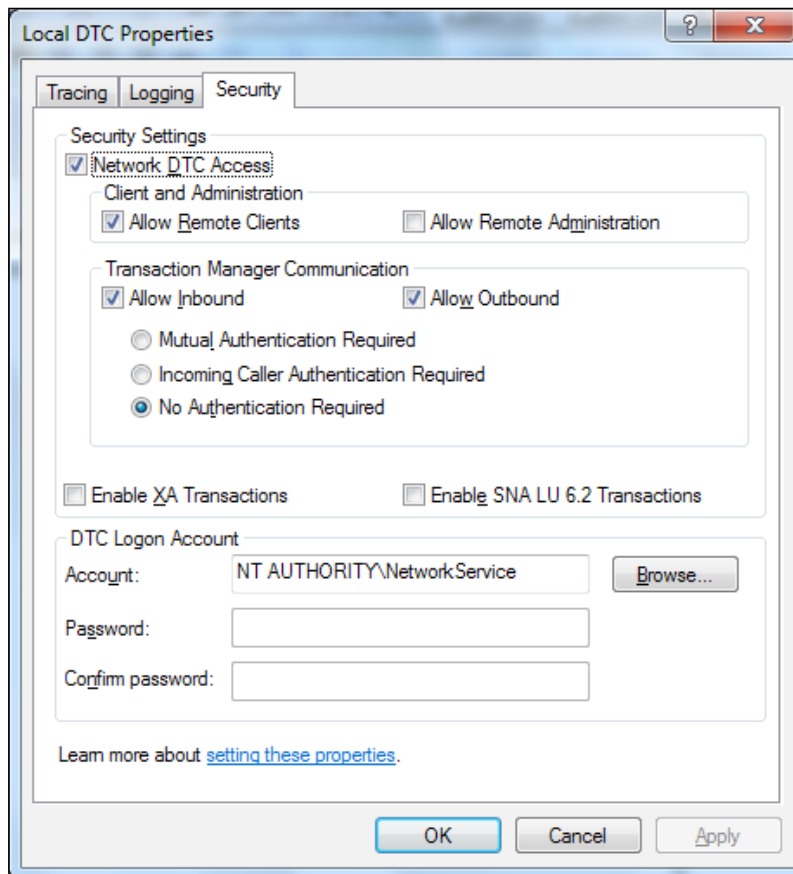 Local DTC Properties
Tracing Logging Security
Security Settings
Network DTC Access
Client and Administration
Allow Remote Clients Allow Remote Administration
Transaction Manager Communication
Allow Inbound Allow Outbound
Mutual Authentication Required
Incoming Caller Authentication Required
No Authentication Required
Enable XA Transactions Enable SNA LU 6.2 Transactions
DTC Logon Account
Account: NT AUTHORITY\NetworkService Browse...
Password:
Confirm password:
Learn more about setting these properties.
OK Cancel Apply